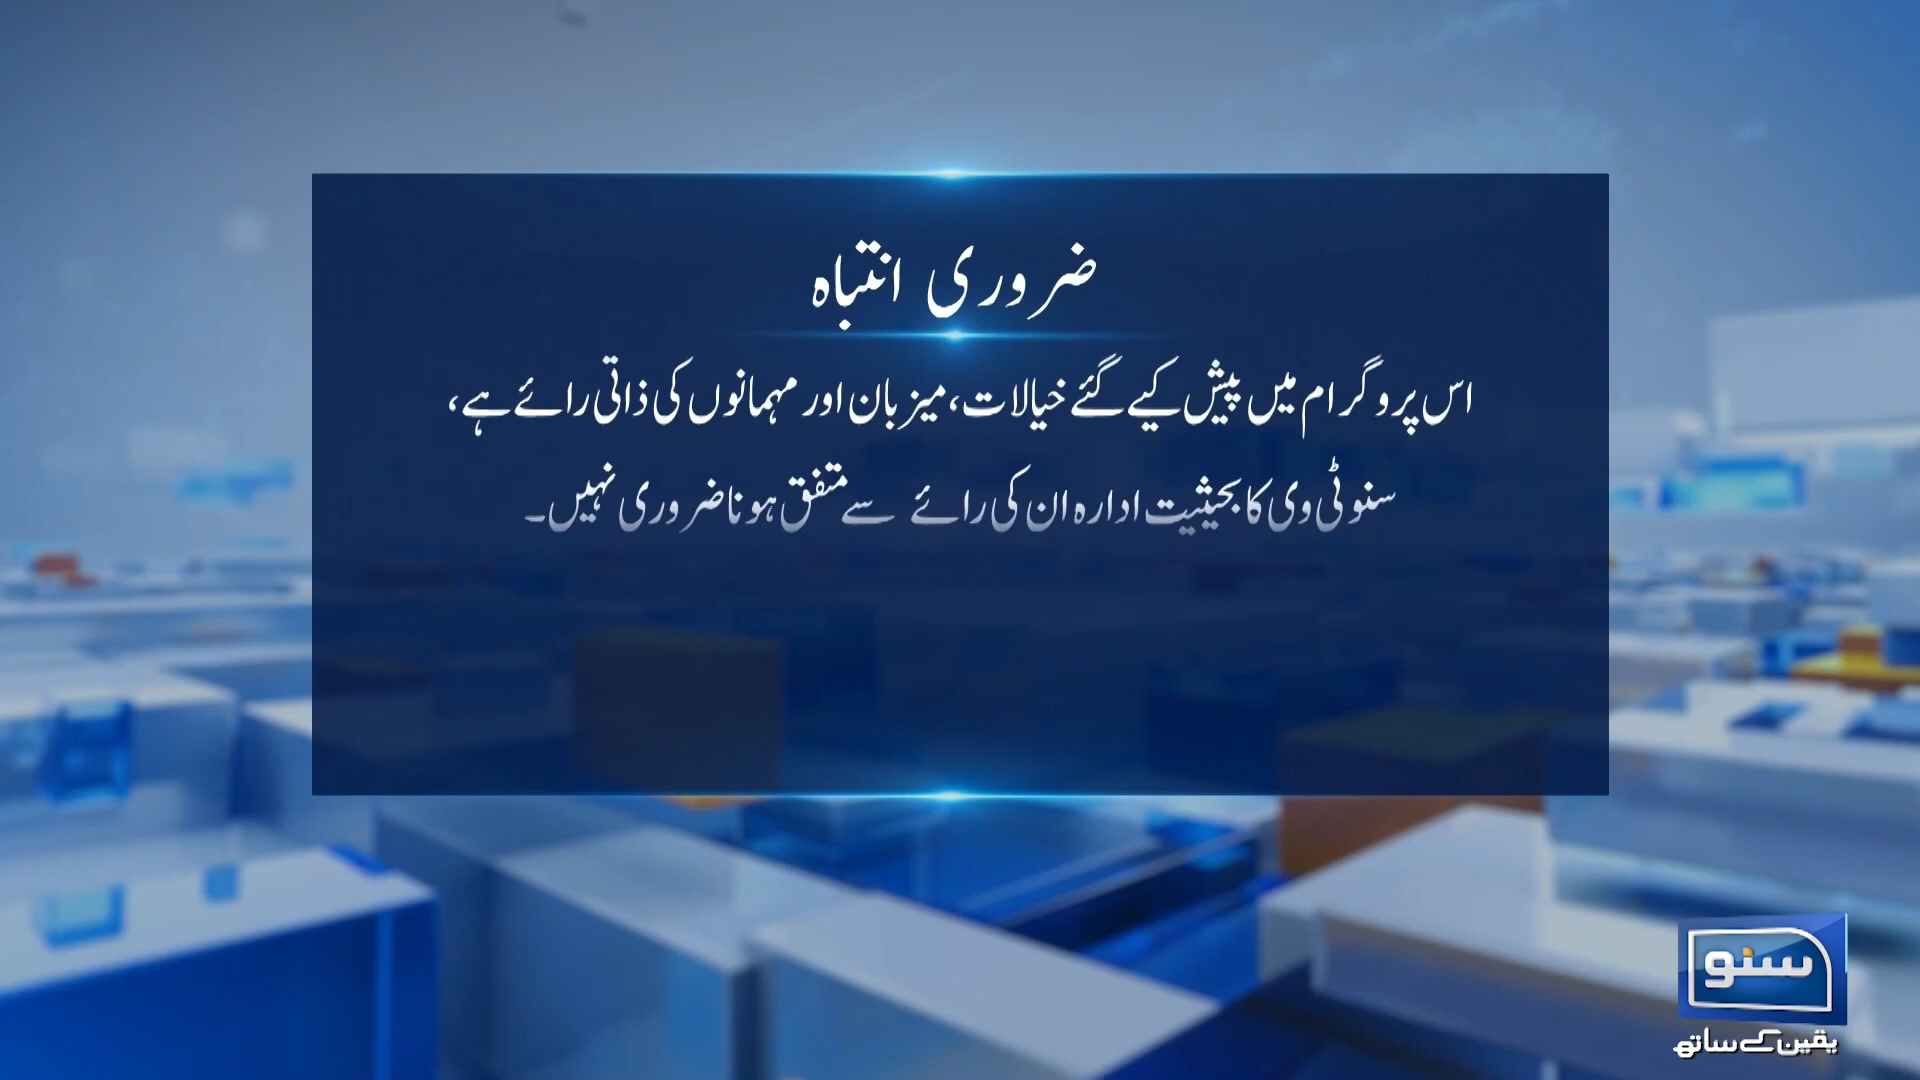 ضروری انتباہ
اس پروگرام میں پیش کیے گئے خیالات، میزبان اور مہمانوں کی ذاتی رائے ہے،
سنو ٹی وی کا بحیثیت ادارہ ان کی رائے سے متفق ہونا ضروری نہیں۔
سنو
یقین کے ساتھ